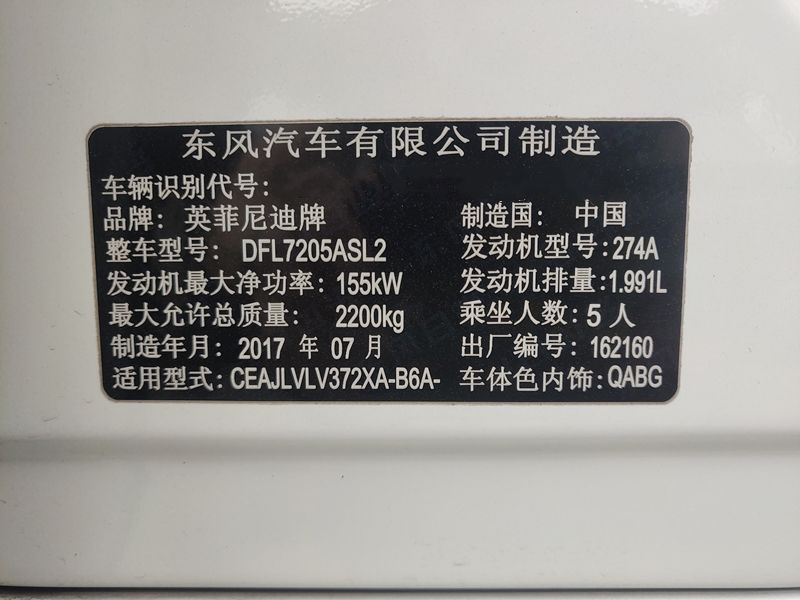 东风汽车有限公司制造
车辆识别代号:
品牌: 英菲尼迪牌 制造国: 中国
整车型号: DFL7205ASL2 发动机型号:274A
发动机最大净功率: 155kW 发动机排量:1.991L
最大允许总质量: 2200kg 乘坐人数:5人
制造年月: 2017 年 07 月 出厂编号: 162160
适用型式: CEAJLVLV372XA-B6A- 车体色内饰: QABG